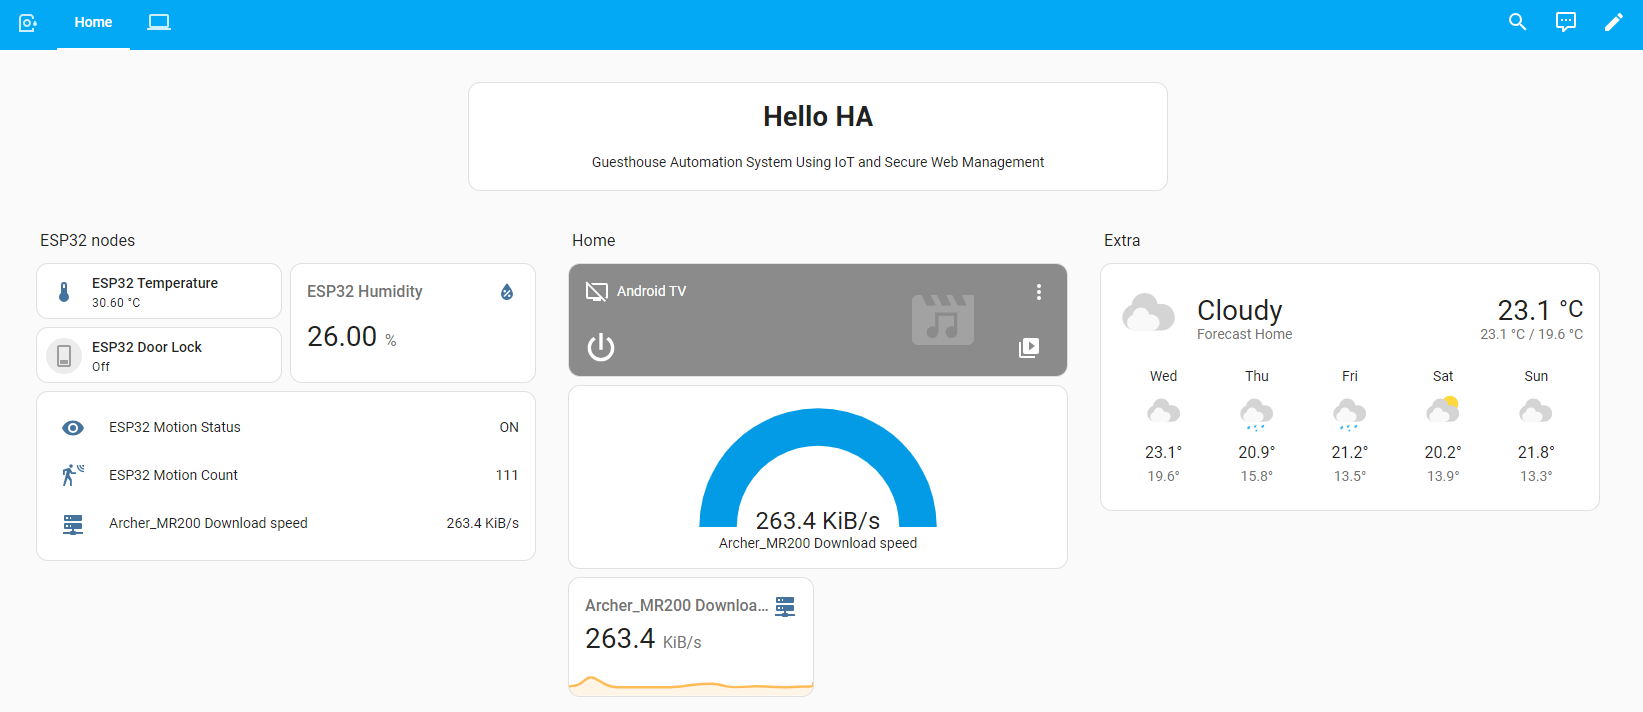 Home
Hello HA
Guesthouse Automation System Using IoT and Secure Web Management
ESP32 nodes
ESP32 Temperature
30.60 °C
ESP32 Humidity
26.00 %
ESP32 Door Lock
Off
ESP32 Motion Status ON
ESP32 Motion Count 111
Archer_MR200 Download speed 263.4 KiB/s
Home
Android TV
263.4 KiB/s
Archer_MR200 Download speed
Archer_MR200 Downloa...
263.4 KiB/s
Extra
Cloudy 23.1 °C
Forecast Home 23.1 °C / 19.6 °C
Wed Thu Fri Sat Sun
23.1° 20.9° 21.2° 20.2° 21.8°
19.6° 15.8° 13.5° 13.9° 13.3°